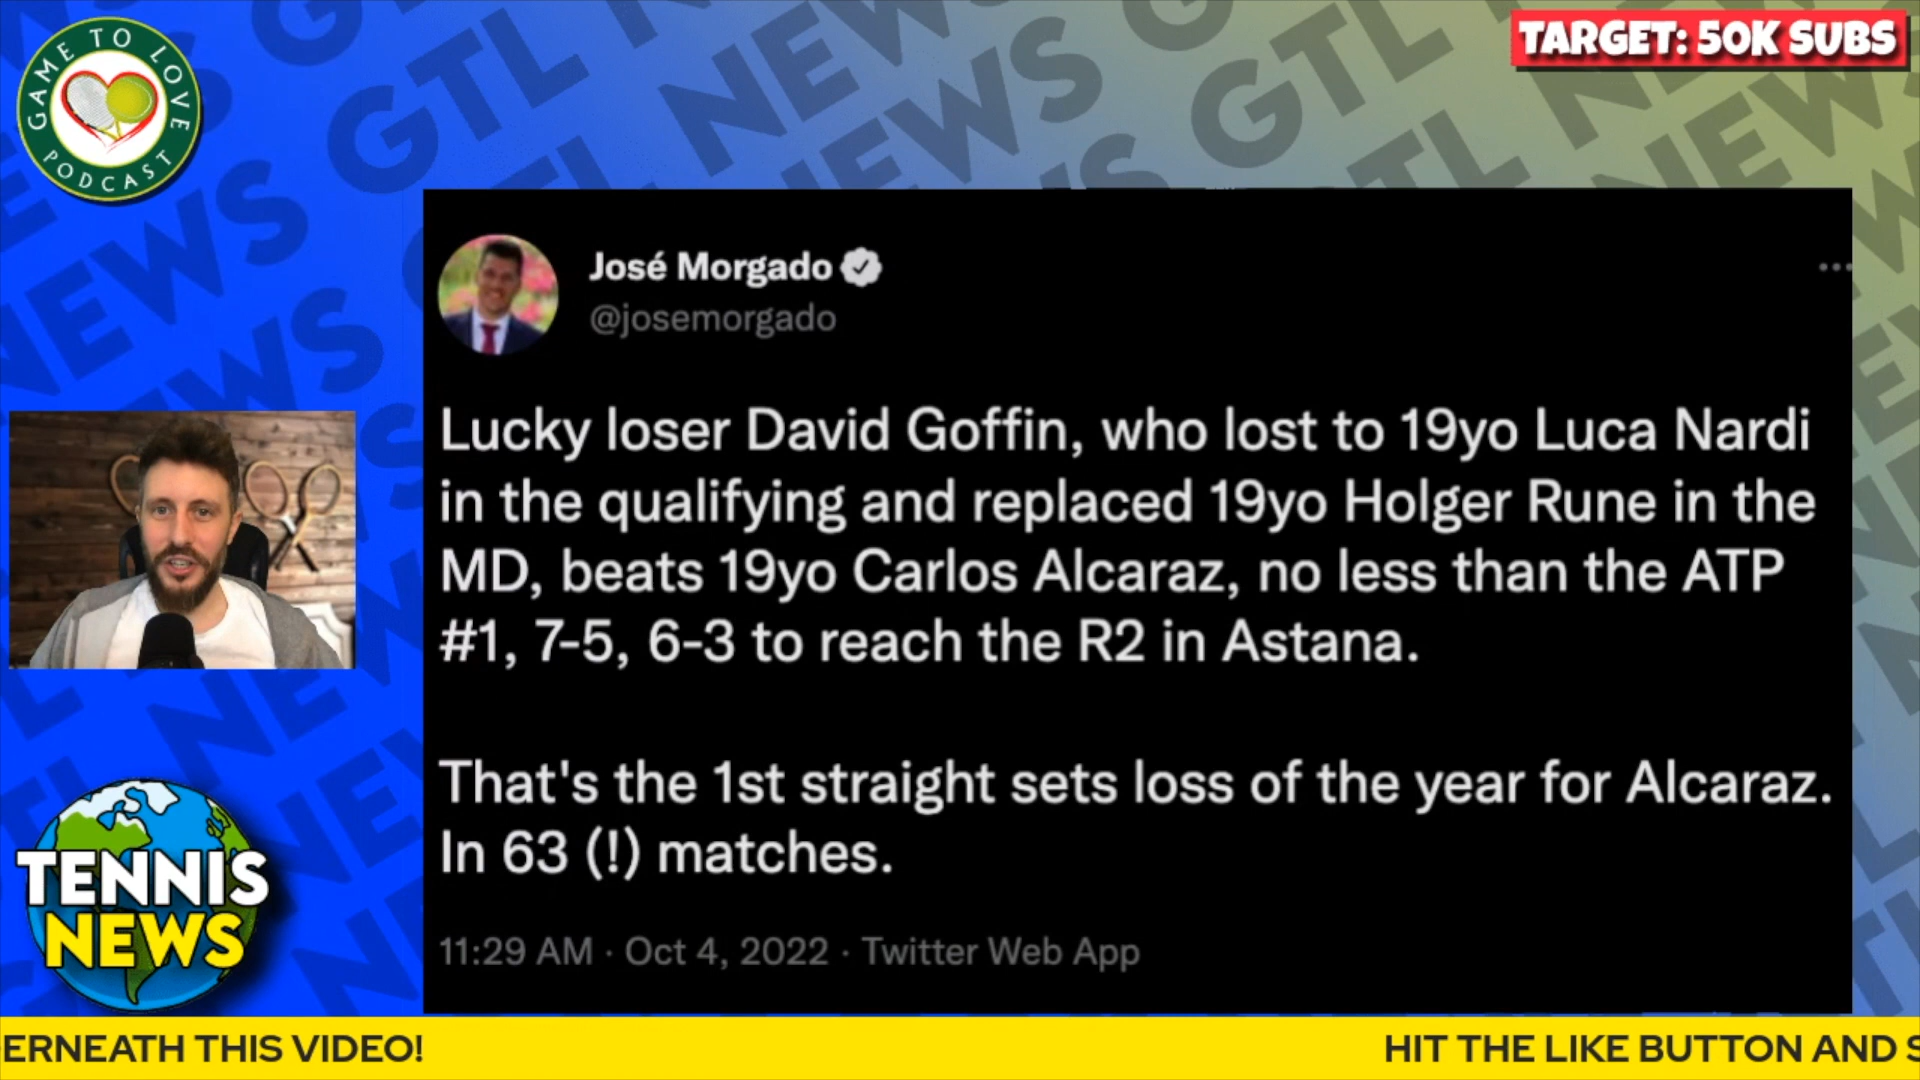 GAME TO LOVE
PODCAST
TARGET: 50K SUBS
José Morgado
@josemorgado
Lucky loser David Goffin, who lost to 19yo Luca Nardi
in the qualifying and replaced 19yo Holger Rune in the
MD, beats 19yo Carlos Alcaraz, no less than the ATP
#1, 7-5, 6-3 to reach the R2 in Astana.
That's the 1st straight sets loss of the year for Alcaraz.
In 63 (!) matches.
11:29 AM · Oct 4, 2022 · Twitter Web App
TENNIS
NEWS
ERNEATH THIS VIDEO!
HIT THE LIKE BUTTON AND S